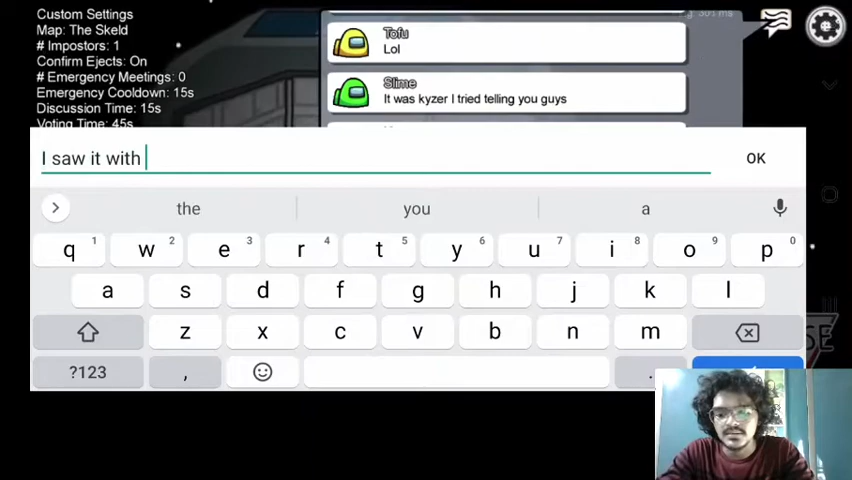 Custom Settings
Map: The Skeld
# Impostors: 1
Confirm Ejects: On
# Emergency Meetings: 0
Emergency Cooldown: 15s
Discussion Time: 15s
Voting Time: 45s
Tofu
Lol
Slime
It was kyzer I tried telling you guys
I saw it with
OK
the you a
q 1 w 2 e 3 r 4 t 5 y 6 u 7 i 8 o 9 p 0
a s d f g h j k l
z x c v b n m
?123 , .